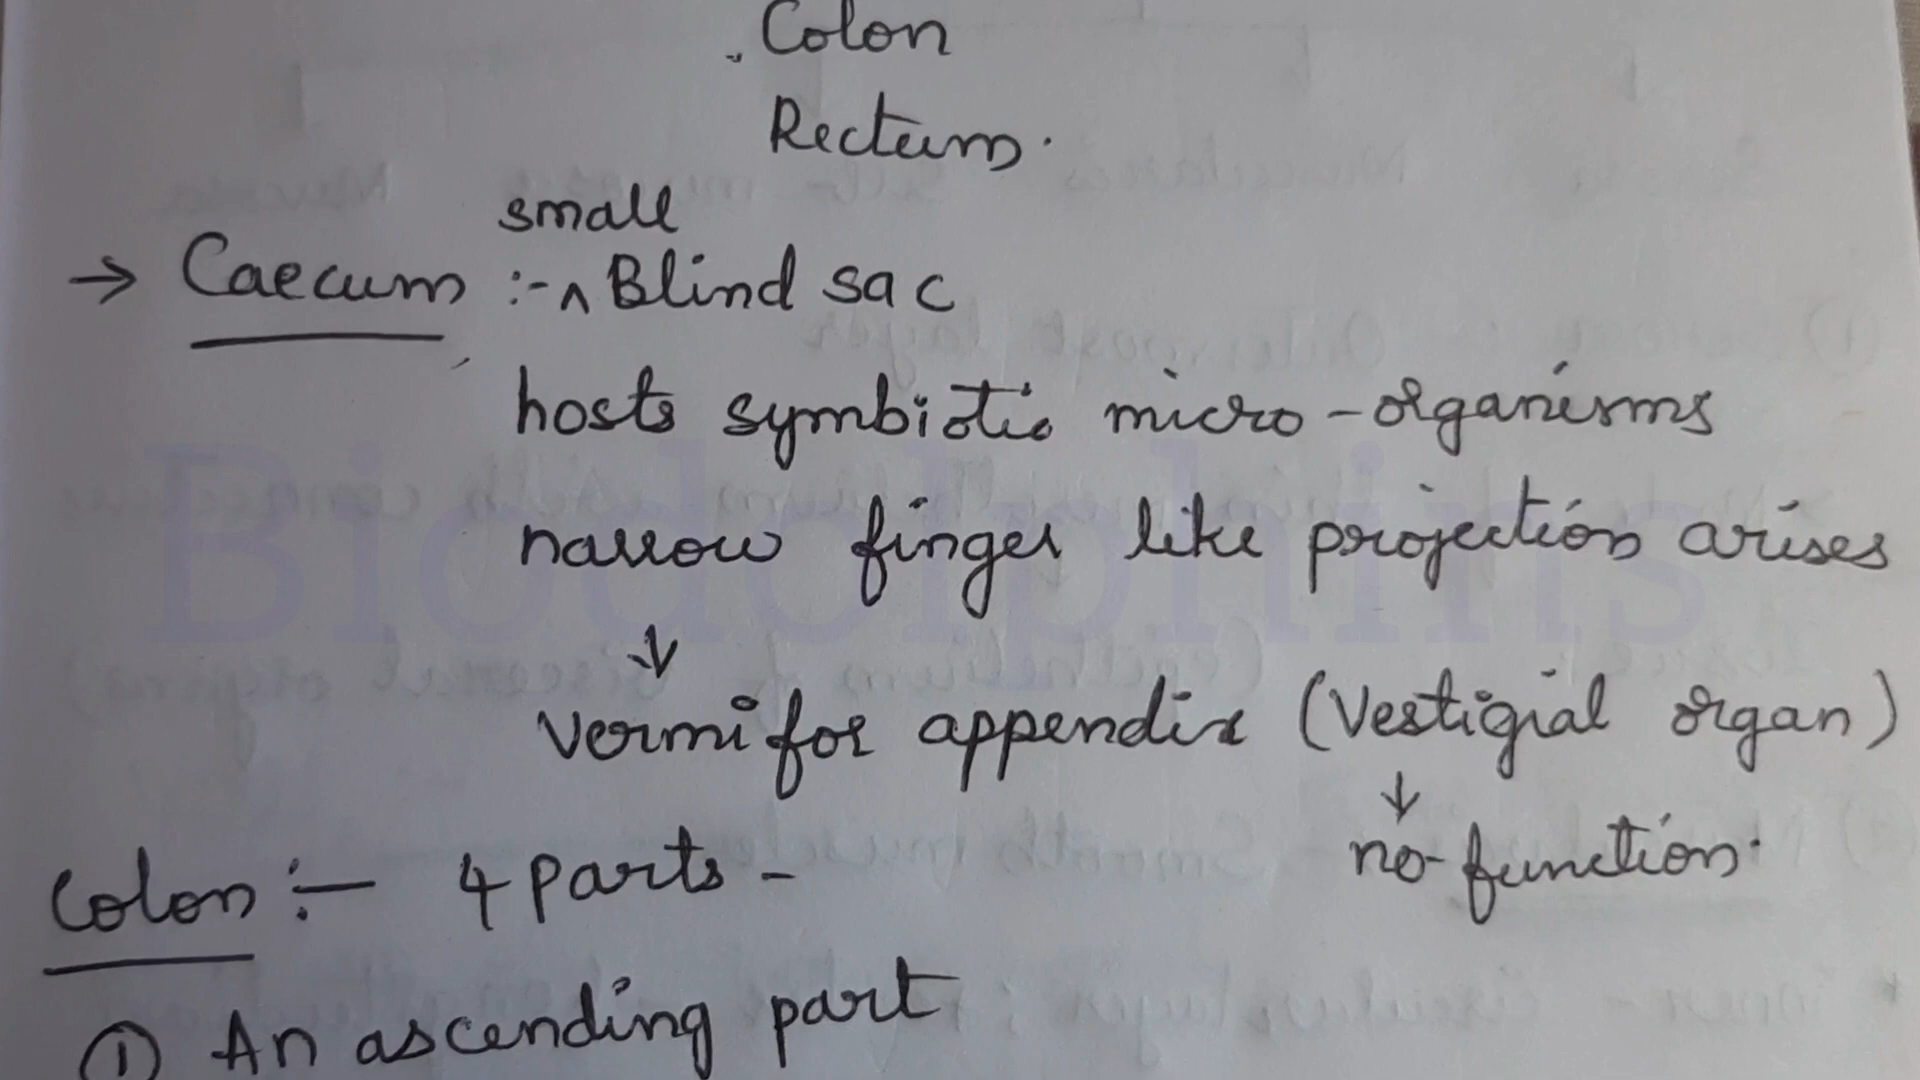 Colon
Rectum.
small
→ Caecum :- ^ Blind sac
hosts symbiotic micro-organisms
narrow finger like projection arises
↓
Vermifor appendix (Vestigial organ)
↓
no function.
Colon :- 4 parts -
① An ascending part
Biodolphins